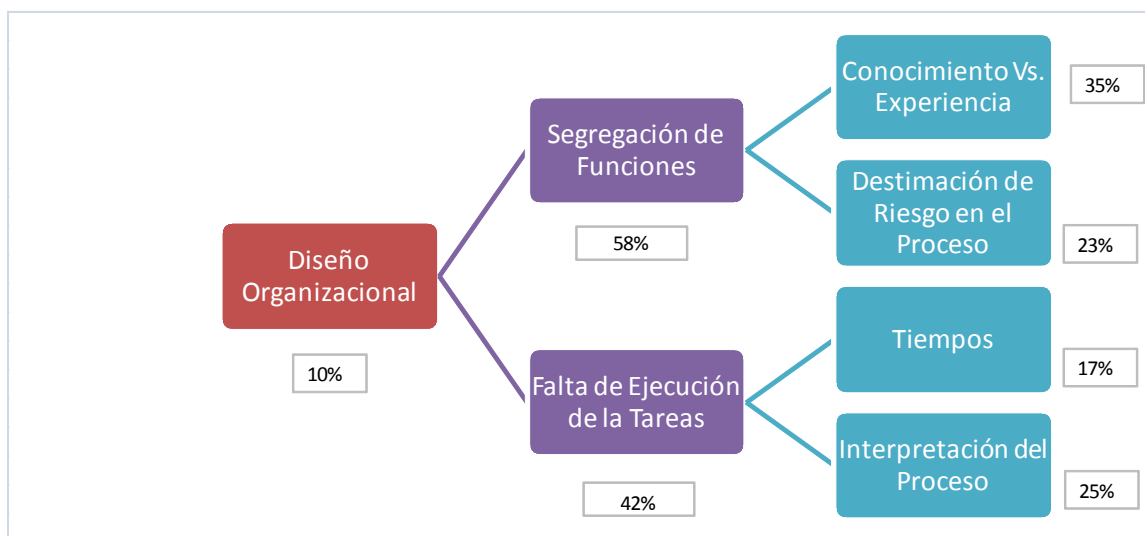 Diseño
Organizacional
10%
Segregación de
Funciones
58%
Conocimiento Vs.
Experiencia
35%
Destimación de
Riesgo en el
Proceso
23%
Falta de Ejecución
de la Tareas
42%
Tiempos
17%
Interpretación del
Proceso
25%